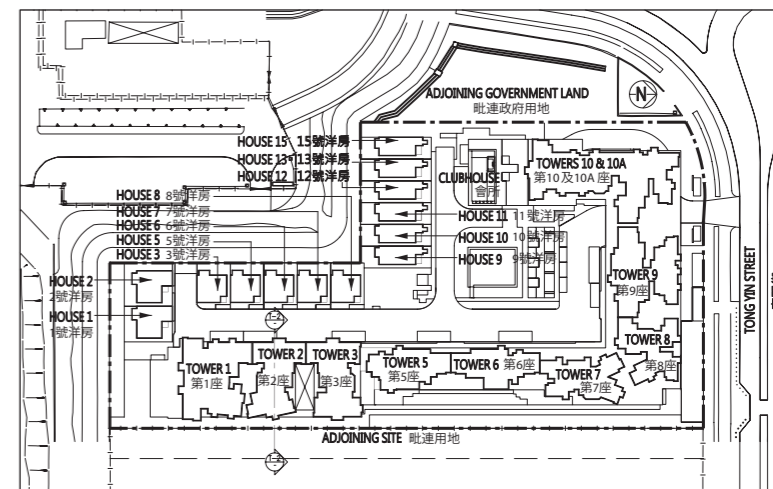 ADJOINING GOVERNMENT LAND
毗連政府用地
N
HOUSE 15 15號洋房
HOUSE 13 13號洋房
HOUSE 12 12號洋房
CLUBHOUSE
會所
TOWERS 10 & 10A
第10及10A 座
HOUSE 8 8號洋房
HOUSE 7 7號洋房
HOUSE 6 6號洋房
HOUSE 5 5號洋房
HOUSE 3 3號洋房
HOUSE 11 11號洋房
HOUSE 10 10號洋房
HOUSE 9 9號洋房
HOUSE 2
2號洋房
HOUSE 1
1號洋房
TOWER 9
第9座
TONG YIN STREET
TOWER 8
第8座
TOWER 1
第1座
TOWER 2
第2座
TOWER 3
第3座
TOWER 5
第5座
TOWER 6 第6座
TOWER 7
第7座
ADJOINING SITE 毗連用地